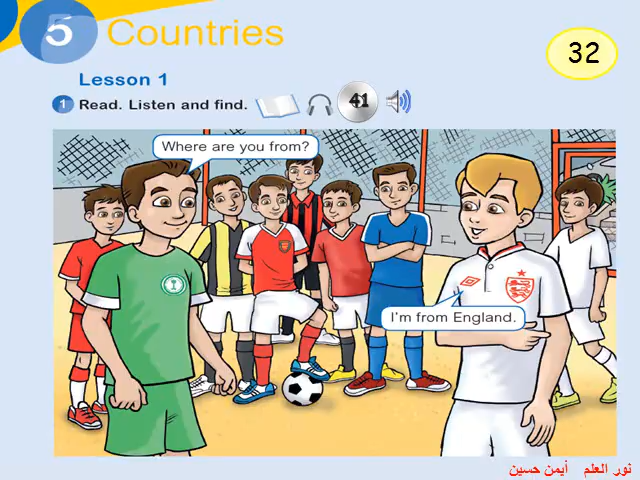 5 Countries
32
Lesson 1
1 Read. Listen and find.
41
Where are you from?
I'm from England.
نور العلم أيمن حسين